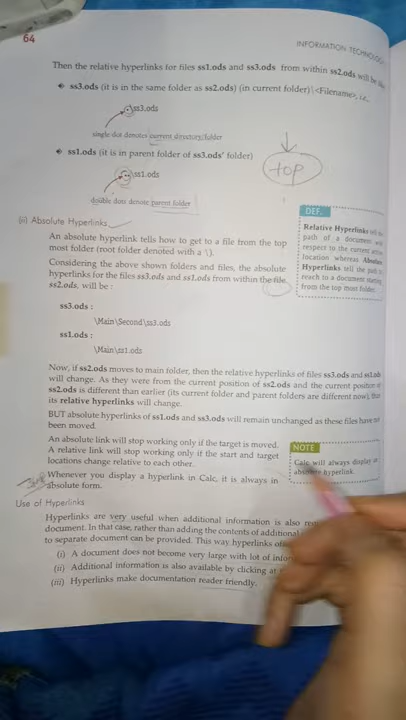 64
INFORMATION TECHNOLOGY
Then the relative hyperlinks for files ss1.ods and ss3.ods from within ss2.ods will be
ss3.ods (it is in the same folder as ss2.ods) (in current folder)\<Filename>, i.e.,
.\ss3.ods
single dot denotes current directory/folder
ss1.ods (it is in parent folder of ss3.ods' folder)
top
..\ss1.ods
double dots denote parent folder
(ii) Absolute Hyperlinks
An absolute hyperlink tells how to get to a file from the top
most folder (root folder denoted with a \).
Considering the above shown folders and files, the absolute
hyperlinks for the files ss3.ods and ss1.ods from within the file
ss2.ods, will be :
DEF.
Relative Hyperlinks tell the
path of a document with
respect to the current
location whereas Absolute
Hyperlinks tell the path
reach to a document starting
from the top most folder.
ss3.ods :
\Main\Second\ss3.ods
ss1.ods :
\Main\ss1.ods
Now, if ss2.ods moves to main folder, then the relative hyperlinks of files ss3.ods and ss1.ods
will change. As they were from the current position of ss2.ods and the current position of
ss2.ods is different than earlier (its current folder and parent folders are different now),
its relative hyperlinks will change.
BUT absolute hyperlinks of ss1.ods and ss3.ods will remain unchanged as these files have not
been moved.
An absolute link will stop working only if the target is moved.
A relative link will stop working only if the start and target
locations change relative to each other.
Whenever you display a hyperlink in Calc, it is always in
absolute form.
NOTE
Calc will always display
absolute hyperlink.
Use of Hyperlinks
Hyperlinks are very useful when additional information is also
document. In that case, rather than adding the contents of additional
to separate document can be provided. This way hyperlinks
(i) A document does not become very large with lot of
(ii) Additional information is also available by clicking at
(iii) Hyperlinks make documentation reader friendly.